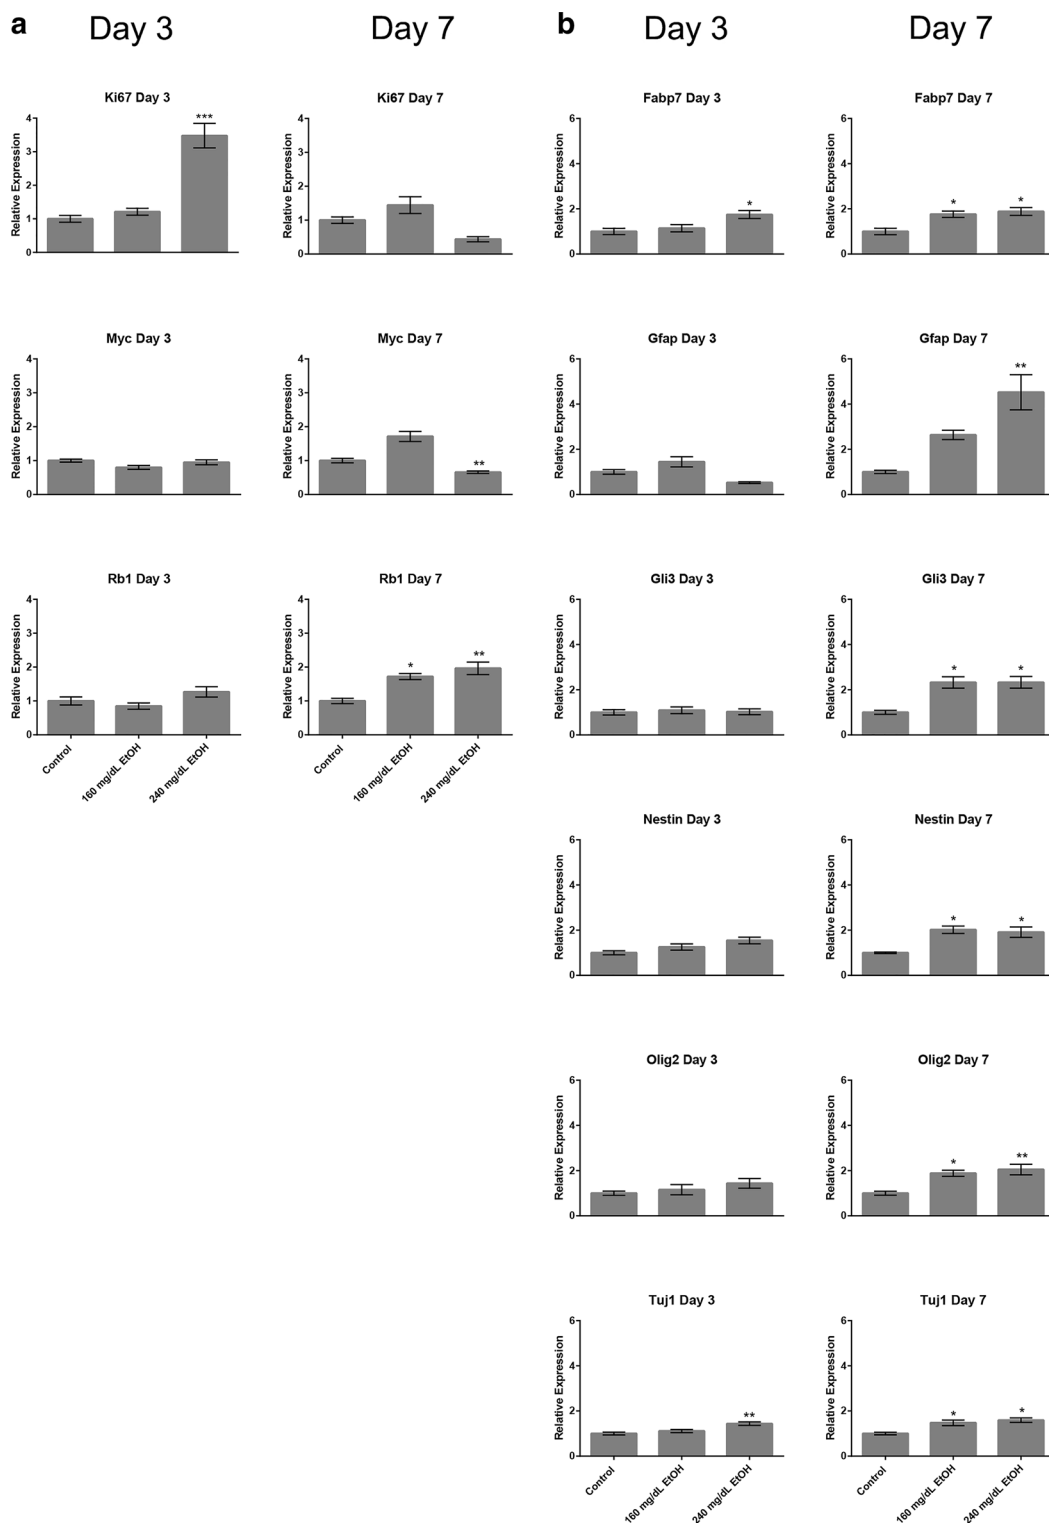 a Day 3 Day 7 b Day 3 Day 7
Ki67 Day 3
Relative Expression
4
3
2
1
0
***
Ki67 Day 7
Relative Expression
4
3
2
1
0
Fabp7 Day 3
Relative Expression
6
4
2
0
*
Fabp7 Day 7
Relative Expression
6
4
2
0
* *
Myc Day 3
Relative Expression
4
3
2
1
0
Myc Day 7
Relative Expression
4
3
2
1
0
**
Gfap Day 3
Relative Expression
6
4
2
0
Gfap Day 7
Relative Expression
6
4
2
0
**
Rb1 Day 3
Relative Expression
4
3
2
1
0
Control
160 mg/dL EtOH
240 mg/dL EtOH
Rb1 Day 7
Relative Expression
4
3
2
1
0
* **
Control
160 mg/dL EtOH
240 mg/dL EtOH
Gli3 Day 3
Relative Expression
6
4
2
0
Gli3 Day 7
Relative Expression
6
4
2
0
* *
Nestin Day 3
Relative Expression
6
4
2
0
Nestin Day 7
Relative Expression
6
4
2
0
* *
Olig2 Day 3
Relative Expression
6
4
2
0
Olig2 Day 7
Relative Expression
6
4
2
0
* **
Tuj1 Day 3
Relative Expression
6
4
2
0
**
Control
160 mg/dL EtOH
240 mg/dL EtOH
Tuj1 Day 7
Relative Expression
6
4
2
0
* *
Control
160 mg/dL EtOH
240 mg/dL EtOH